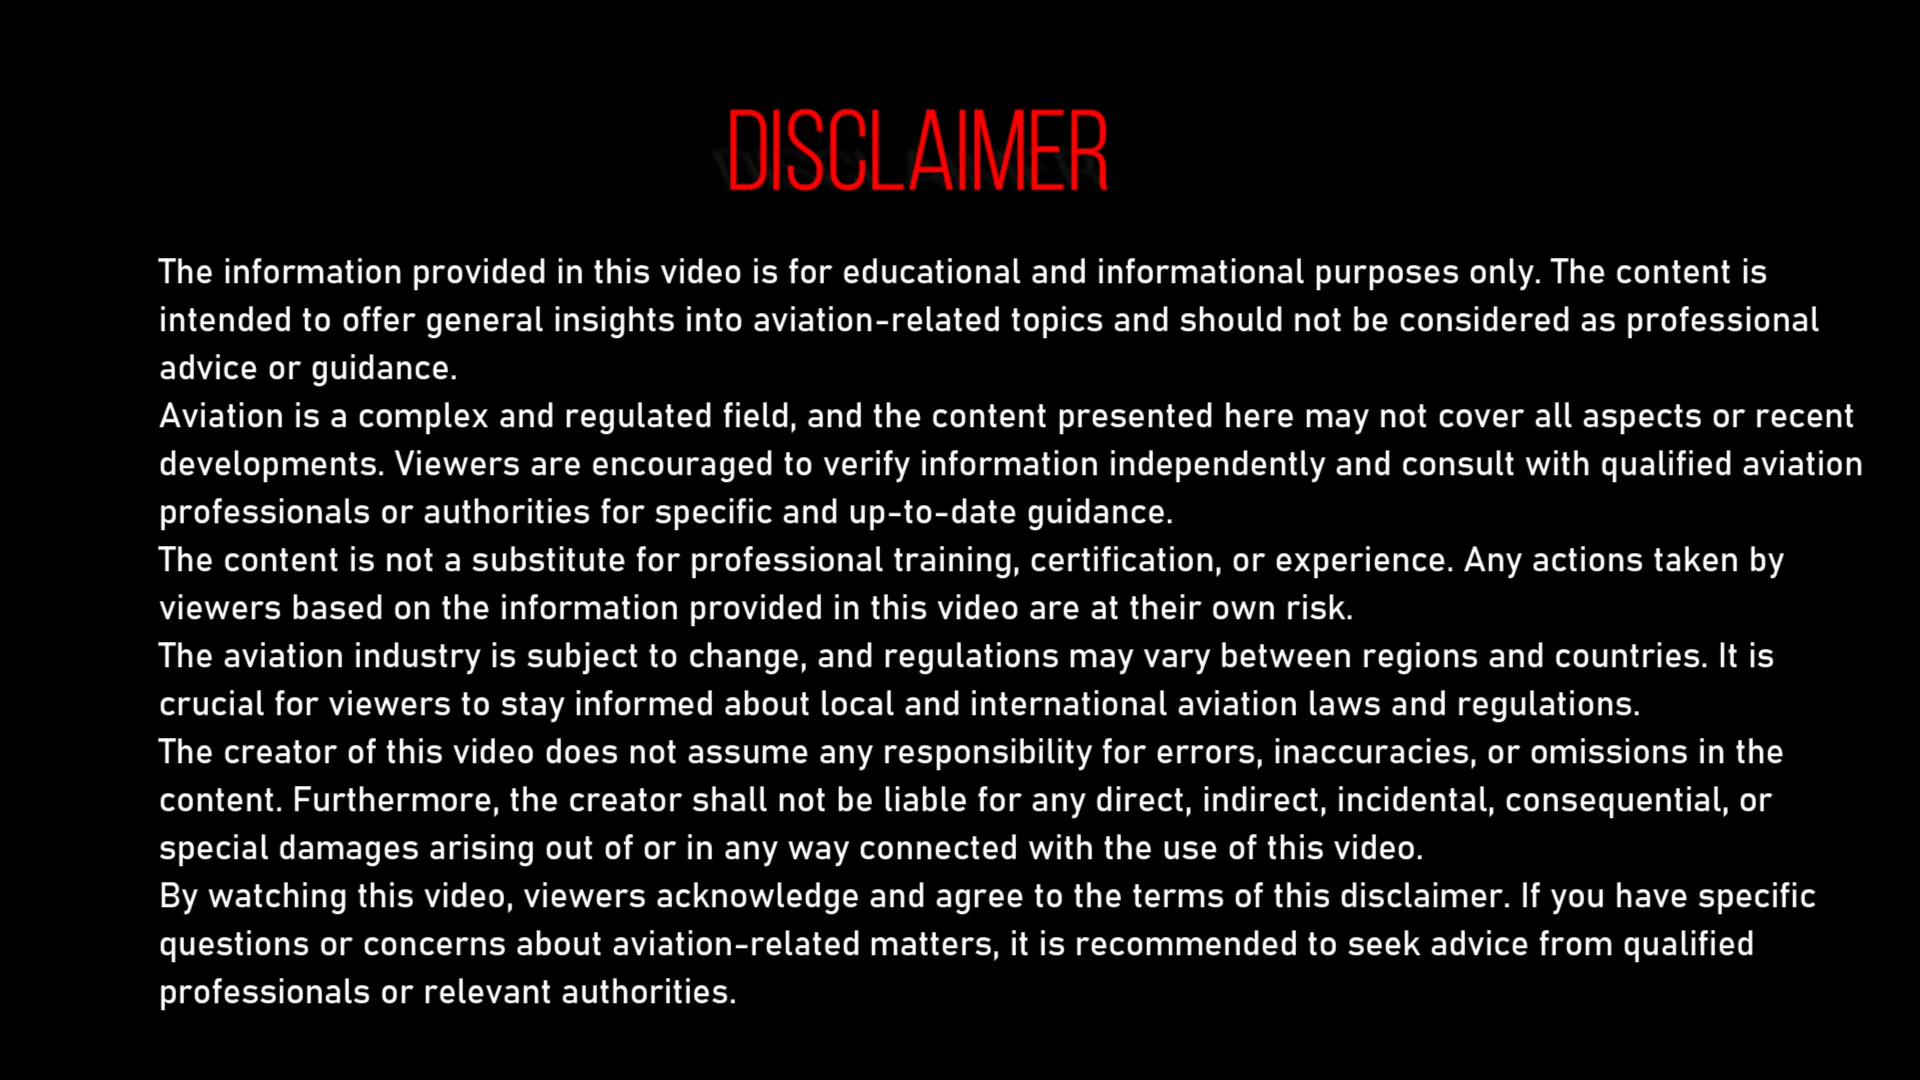 DISCLAIMER
The information provided in this video is for educational and informational purposes only. The content is
intended to offer general insights into aviation-related topics and should not be considered as professional
advice or guidance.
Aviation is a complex and regulated field, and the content presented here may not cover all aspects or recent
developments. Viewers are encouraged to verify information independently and consult with qualified aviation
professionals or authorities for specific and up-to-date guidance.
The content is not a substitute for professional training, certification, or experience. Any actions taken by
viewers based on the information provided in this video are at their own risk.
The aviation industry is subject to change, and regulations may vary between regions and countries. It is
crucial for viewers to stay informed about local and international aviation laws and regulations.
The creator of this video does not assume any responsibility for errors, inaccuracies, or omissions in the
content. Furthermore, the creator shall not be liable for any direct, indirect, incidental, consequential, or
special damages arising out of or in any way connected with the use of this video.
By watching this video, viewers acknowledge and agree to the terms of this disclaimer. If you have specific
questions or concerns about aviation-related matters, it is recommended to seek advice from qualified
professionals or relevant authorities.